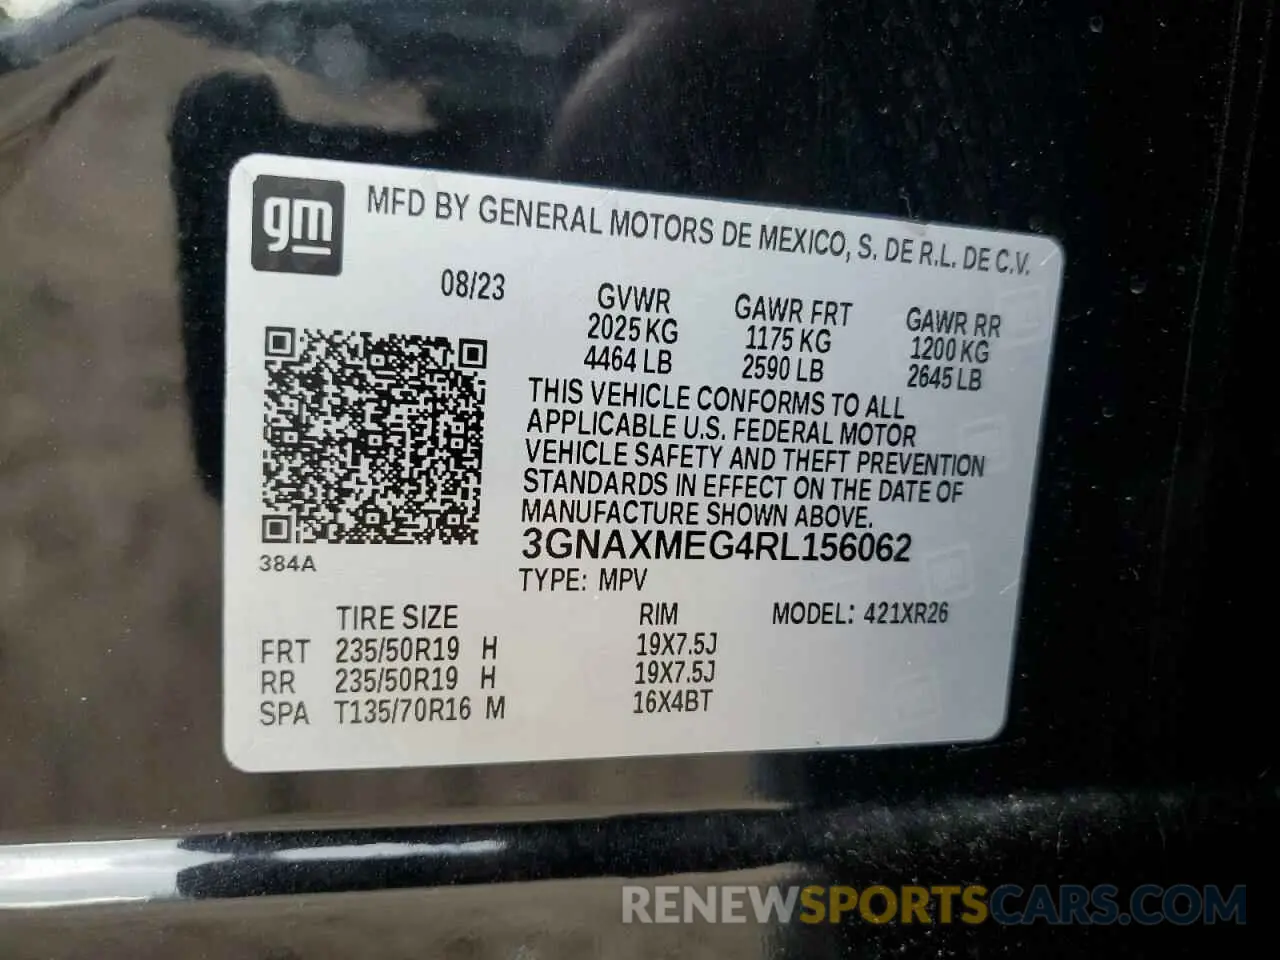 gm
MFD BY GENERAL MOTORS DE MEXICO, S. DE R.L. DE C.V.
08/23
GVWR GAWR FRT GAWR RR
2025 KG 1175 KG 1200 KG
4464 LB 2590 LB 2645 LB
THIS VEHICLE CONFORMS TO ALL
APPLICABLE U.S. FEDERAL MOTOR
VEHICLE SAFETY AND THEFT PREVENTION
STANDARDS IN EFFECT ON THE DATE OF
MANUFACTURE SHOWN ABOVE.
3GNAXMEG4RL156062
384A
TYPE: MPV
TIRE SIZE RIM MODEL: 421XR26
FRT 235/50R19 H 19X7.5J
RR 235/50R19 H 19X7.5J
SPA T135/70R16 M 16X4BT
RENEWSPORTSCARS.COM